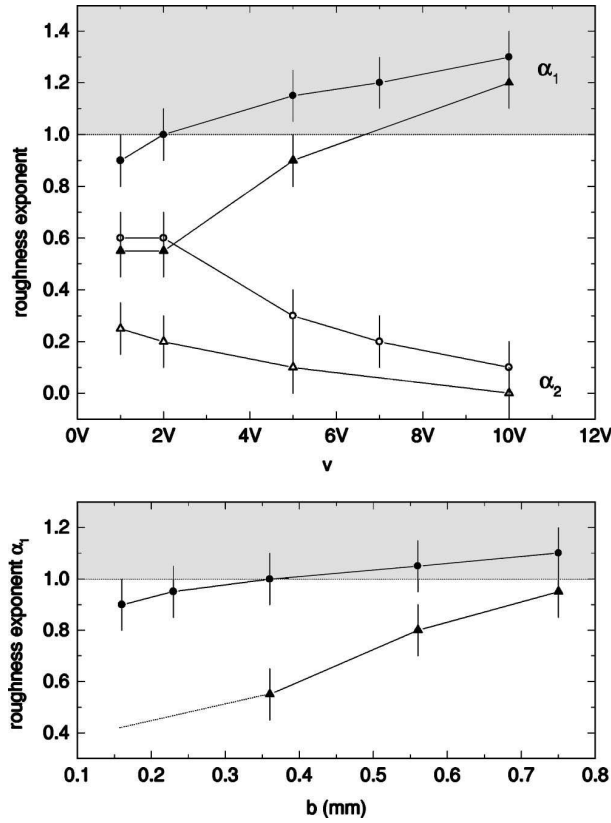 roughness exponent
1.4
1.2
1.0
0.8
0.6
0.4
0.2
0.0
α1
α2
0V 2V 4V 6V 8V 10V 12V
v
roughness exponent α1
1.2
1.0
0.8
0.6
0.4
0.1 0.2 0.3 0.4 0.5 0.6 0.7 0.8
b (mm)